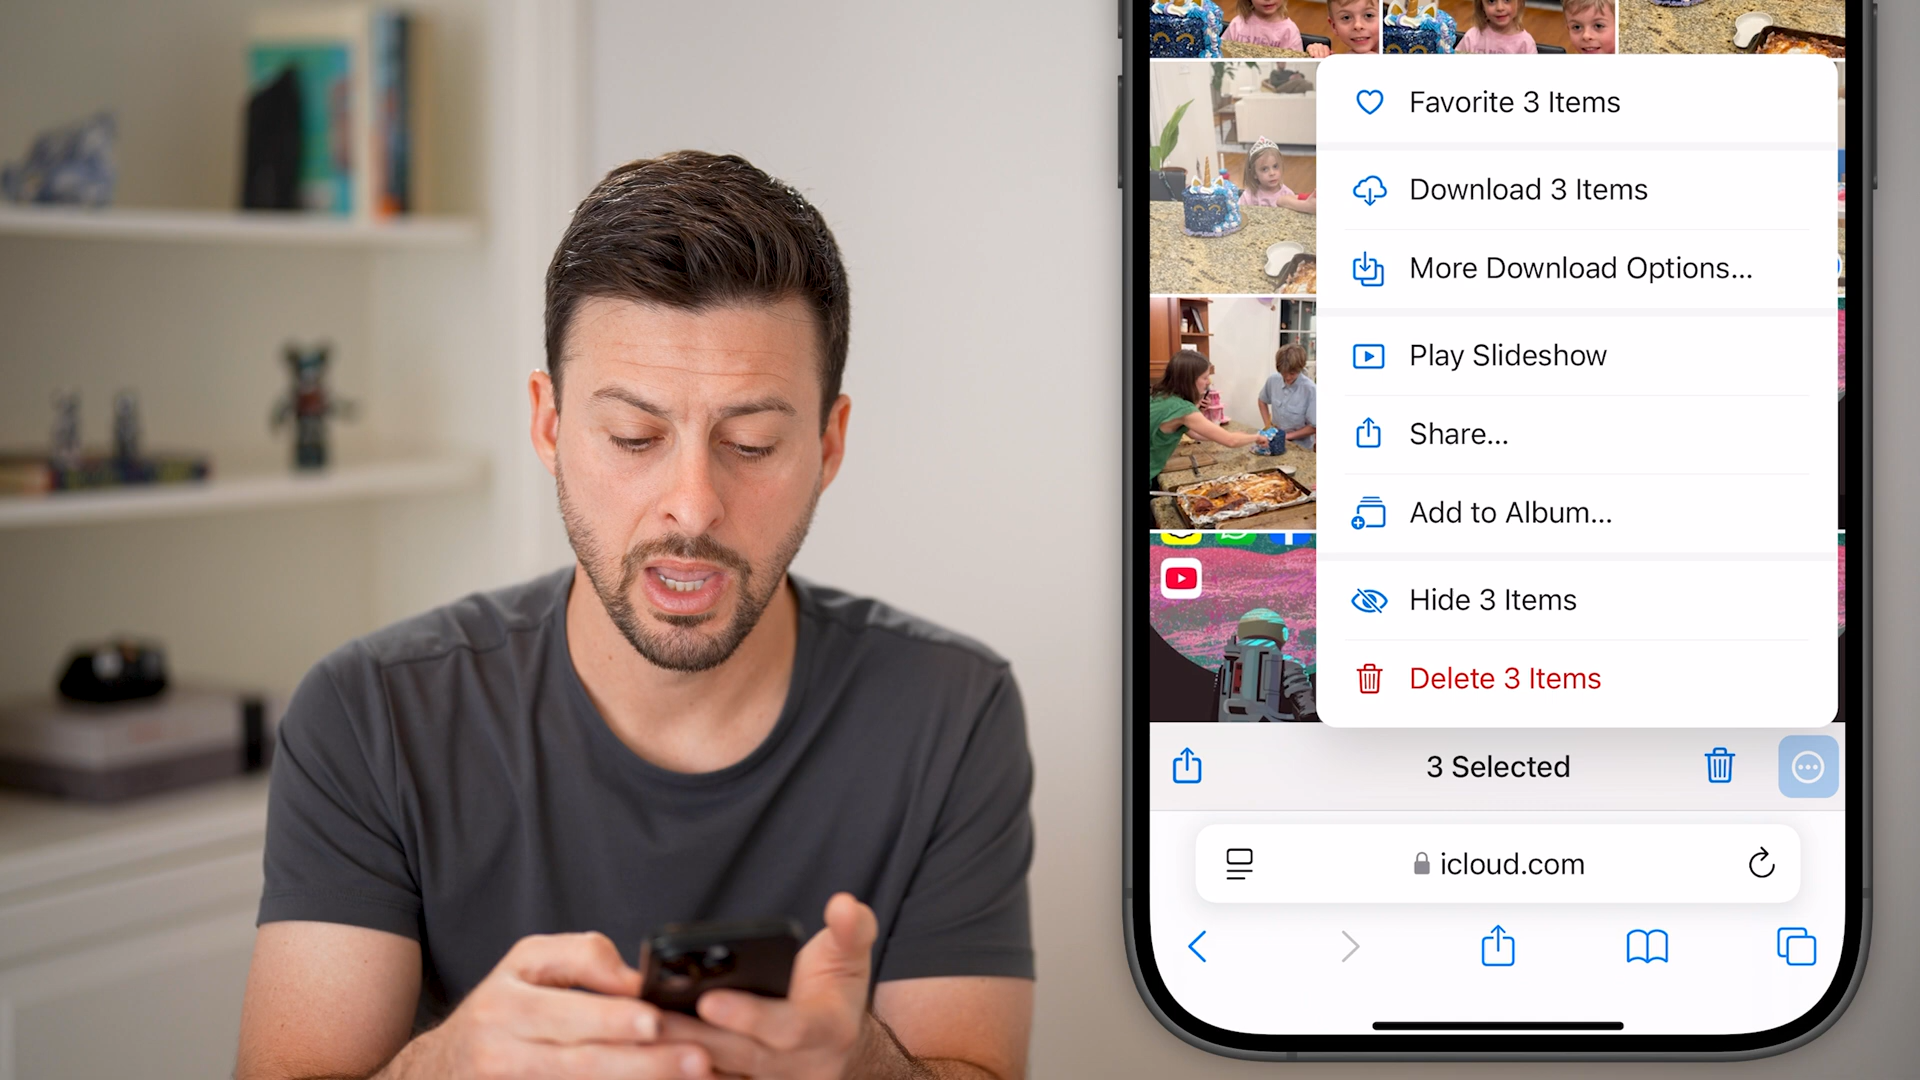 Favorite 3 Items
Download 3 Items
More Download Options...
Play Slideshow
Share...
Add to Album...
Hide 3 Items
Delete 3 Items
3 Selected
icloud.com